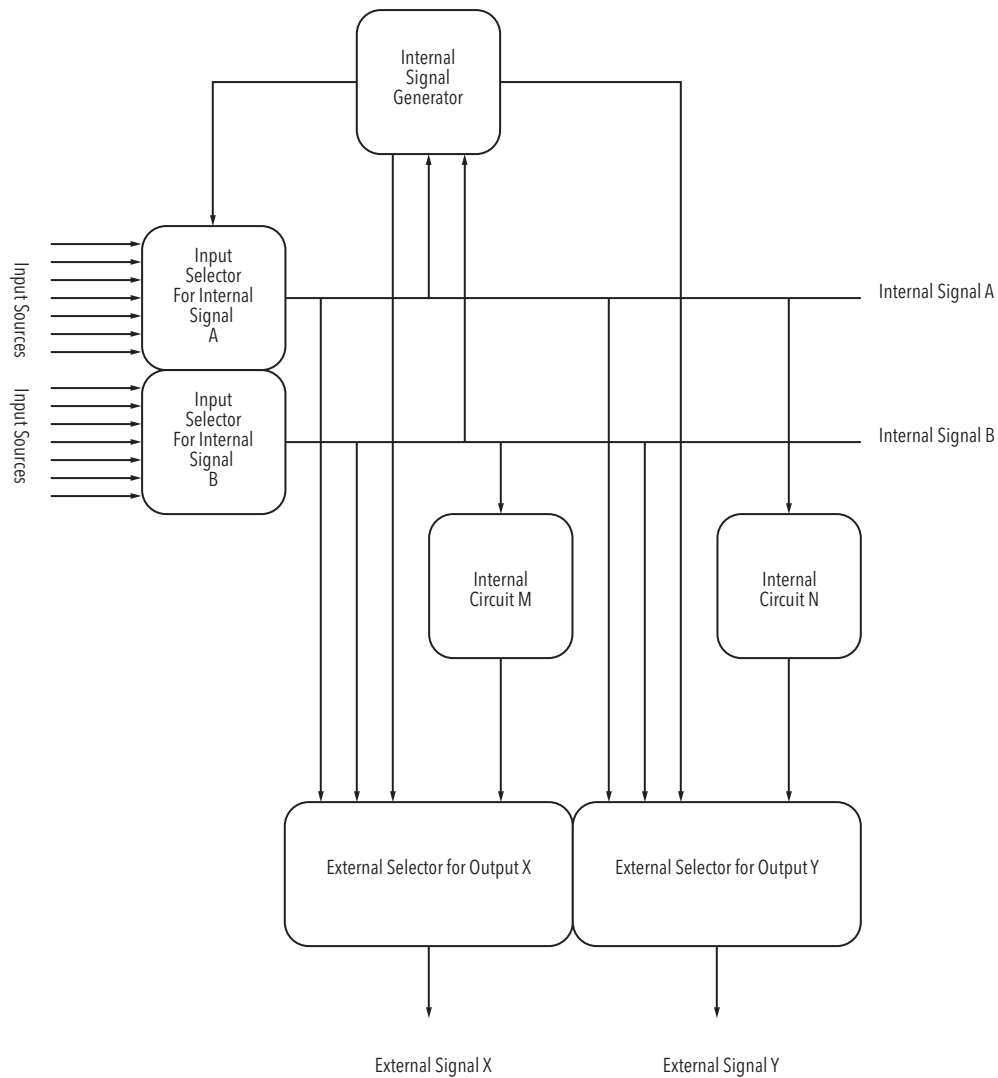 Internal
Signal
Generator
Input Sources
Input
Selector
For Internal
Signal
A
Internal Signal A
Input Sources
Input
Selector
For Internal
Signal
B
Internal Signal B
Internal
Circuit M
Internal
Circuit N
External Selector for Output X
External Selector for Output Y
External Signal X
External Signal Y